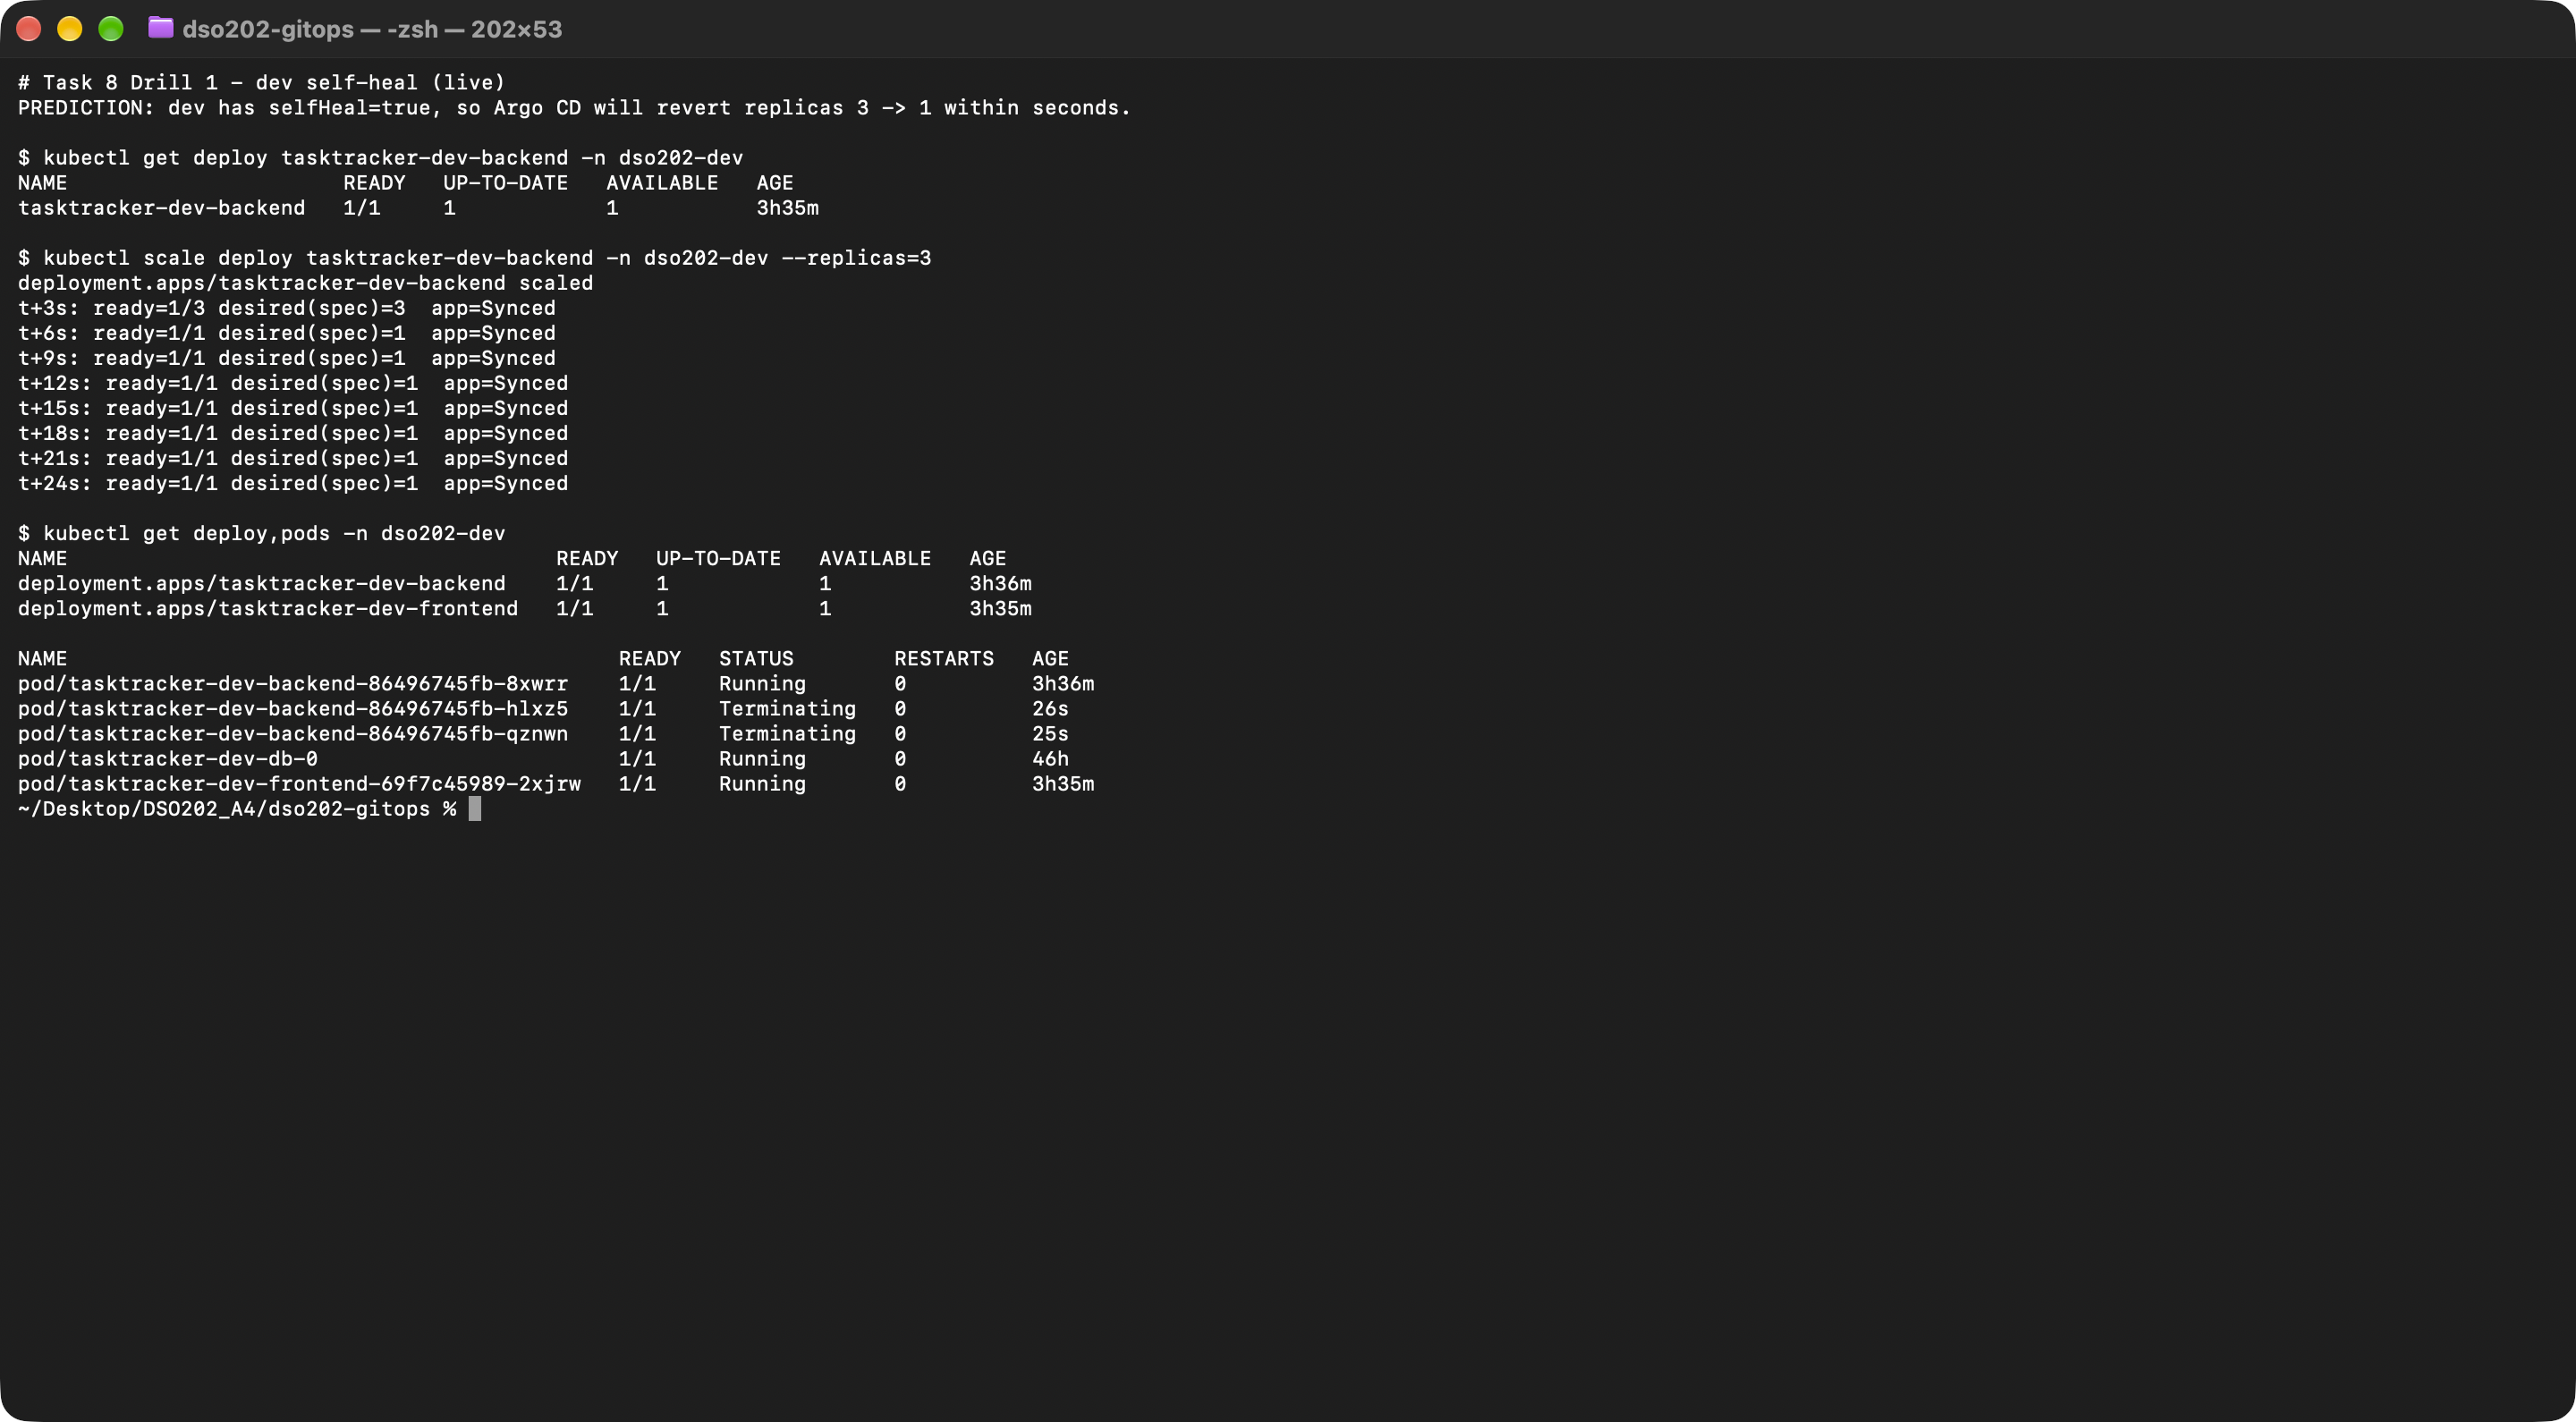 dso202-gitops — -zsh — 202×53
# Task 8 Drill 1 – dev self-heal (live)
PREDICTION: dev has selfHeal=true, so Argo CD will revert replicas 3 -> 1 within seconds.
$ kubectl get deploy tasktracker-dev-backend -n dso202-dev
NAME                      READY   UP-TO-DATE   AVAILABLE   AGE
tasktracker-dev-backend   1/1     1            1           3h35m
$ kubectl scale deploy tasktracker-dev-backend -n dso202-dev --replicas=3
deployment.apps/tasktracker-dev-backend scaled
t+3s: ready=1/3 desired(spec)=3  app=Synced
t+6s: ready=1/1 desired(spec)=1  app=Synced
t+9s: ready=1/1 desired(spec)=1  app=Synced
t+12s: ready=1/1 desired(spec)=1  app=Synced
t+15s: ready=1/1 desired(spec)=1  app=Synced
t+18s: ready=1/1 desired(spec)=1  app=Synced
t+21s: ready=1/1 desired(spec)=1  app=Synced
t+24s: ready=1/1 desired(spec)=1  app=Synced
$ kubectl get deploy,pods -n dso202-dev
NAME                                       READY   UP-TO-DATE   AVAILABLE   AGE
deployment.apps/tasktracker-dev-backend    1/1     1            1           3h36m
deployment.apps/tasktracker-dev-frontend   1/1     1            1           3h35m
NAME                                            READY   STATUS        RESTARTS   AGE
pod/tasktracker-dev-backend-86496745fb-8xwrr    1/1     Running       0          3h36m
pod/tasktracker-dev-backend-86496745fb-hlxz5    1/1     Terminating   0          26s
pod/tasktracker-dev-backend-86496745fb-qznwn    1/1     Terminating   0          25s
pod/tasktracker-dev-db-0                        1/1     Running       0          46h
pod/tasktracker-dev-frontend-69f7c45989-2xjrw   1/1     Running       0          3h35m
~/Desktop/DSO202_A4/dso202-gitops %